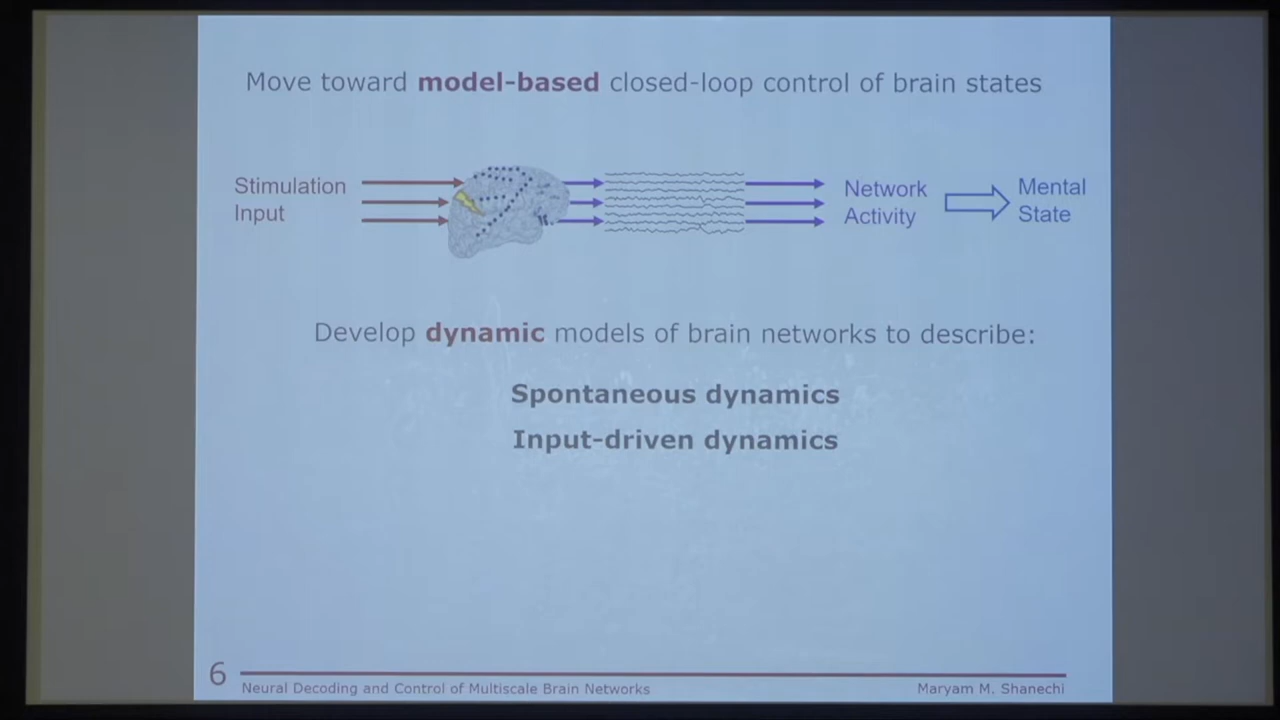 Move toward model-based closed-loop control of brain states
Stimulation
Input
Network
Activity
Mental
State
Develop dynamic models of brain networks to describe:
Spontaneous dynamics
Input-driven dynamics
6
Neural Decoding and Control of Multiscale Brain Networks
Maryam M. Shanechi